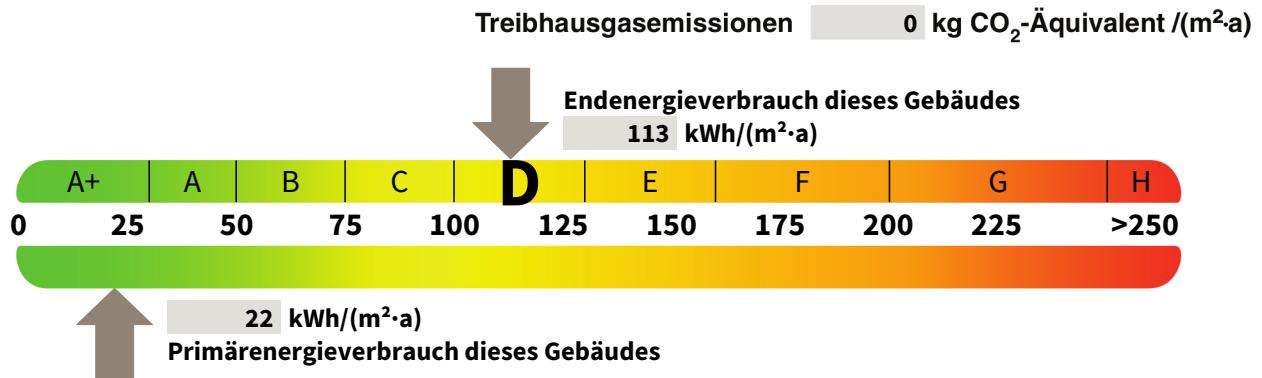 Treibhausgasemissionen 0 kg CO₂-Äquivalent /(m²·a)
Endenergieverbrauch dieses Gebäudes
113 kWh/(m²·a)
A+ A B C D E F G H
0 25 50 75 100 125 150 175 200 225 >250
22 kWh/(m²·a)
Primärenergieverbrauch dieses Gebäudes